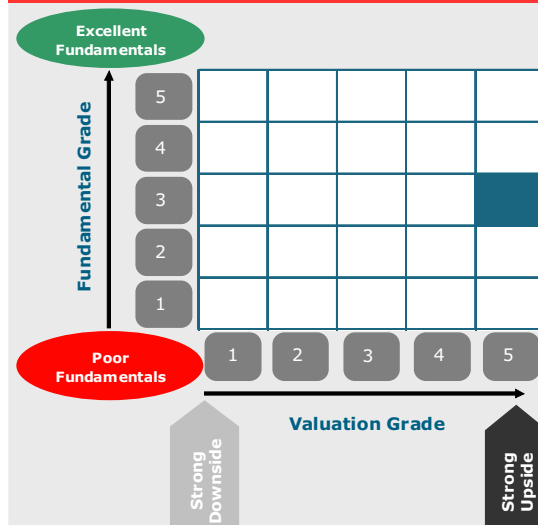 Excellent
Fundamentals
Fundamental Grade
5
4
3
2
1
Poor
Fundamentals
1
2
3
4
5
Valuation Grade
Strong
Downside
Strong
Upside